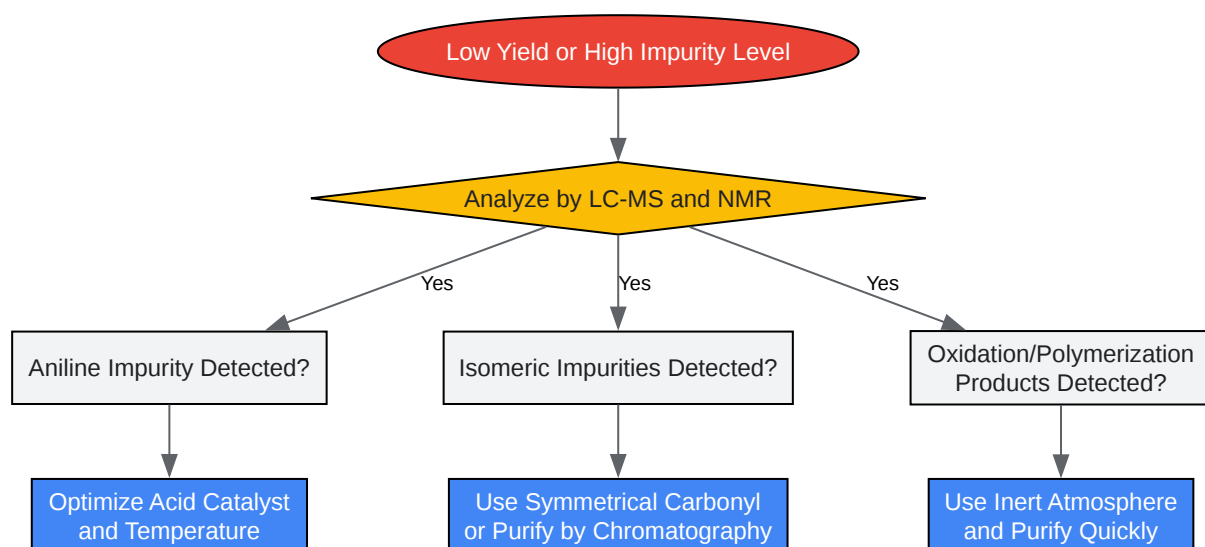 Low Yield or High Impurity Level
Analyze by LC-MS and NMR
Yes
Yes
Yes
Aniline Impurity Detected?
Isomeric Impurities Detected?
Oxidation/Polymerization
Products Detected?
Optimize Acid Catalyst
and Temperature
Use Symmetrical Carbonyl
or Purify by Chromatography
Use Inert Atmosphere
and Purify Quickly